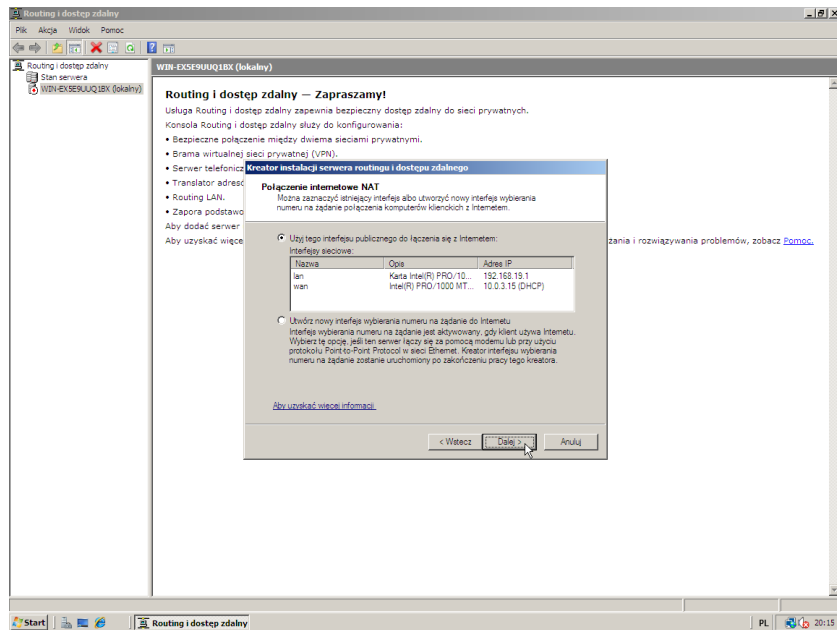 Routing i dostęp zdalny
Plik Akcja Widok Pomoc
Routing i dostęp zdalny
Stan serwera
WIN-EX5E9UUQ1BX (lokalny)
WIN-EX5E9UUQ1BX (lokalny)
Routing i dostęp zdalny — Zapraszamy!
Usługa Routing i dostęp zdalny zapewnia bezpieczny dostęp zdalny do sieci prywatnych.
Konsola Routing i dostęp zdalny służy do konfigurowania:
• Bezpieczne połączenie między dwiema sieciami prywatnymi.
• Brama wirtualnej sieci prywatnej (VPN).
• Serwer telefonicz
• Translator adresó
• Routing LAN.
• Zapora podstawo
Aby dodać serwer
Aby uzyskać więce
zania i rozwiązywania problemów, zobacz Pomoc.
Kreator instalacji serwera routingu i dostępu zdalnego
Połączenie internetowe NAT
Można zaznaczyć istniejący interfejs albo utworzyć nowy interfejs wybierania
numeru na żądanie połączenia komputerów klienckich z Internetem.
Użyj tego interfejsu publicznego do łączenia się z Internetem:
Interfejsy sieciowe:
Nazwa Opis Adres IP
lan Karta Intel(R) PRO/10... 192.168.19.1
wan Intel(R) PRO/1000 MT... 10.0.3.15 (DHCP)
Utwórz nowy interfejs wybierania numeru na żądanie do Internetu
Interfejs wybierania numeru na żądanie jest aktywowany, gdy klient używa Internetu.
Wybierz tę opcję, jeśli ten serwer łączy się za pomocą modemu lub przy użyciu
protokołu Point-to-Point Protocol w sieci Ethernet. Kreator interfejsu wybierania
numeru na żądanie zostanie uruchomiony po zakończeniu pracy tego kreatora.
Aby uzyskać więcej informacji
< Wstecz Dalej > Anuluj
Start Routing i dostęp zdalny PL 20:15